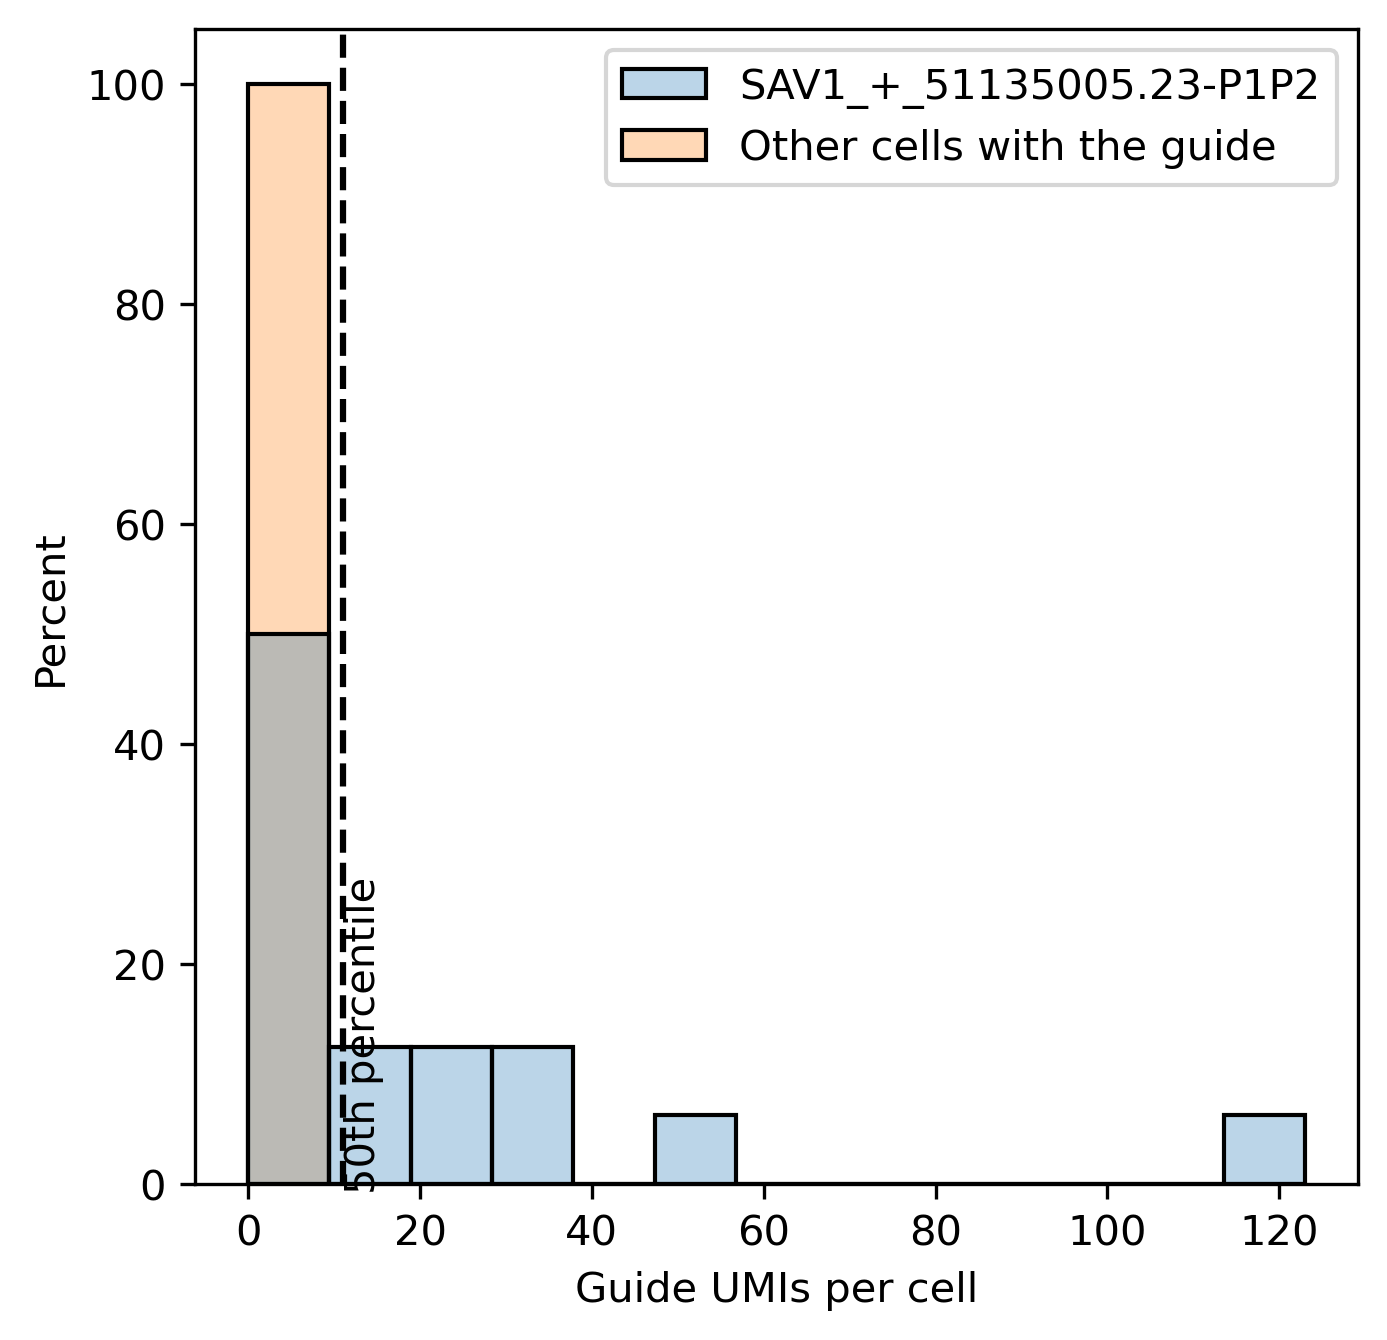 SAV1_+_51135005.23-P1P2
Other cells with the guide
100
80
60
40
20
0
Percent
50th percentile
0 20 40 60 80 100 120
Guide UMIs per cell